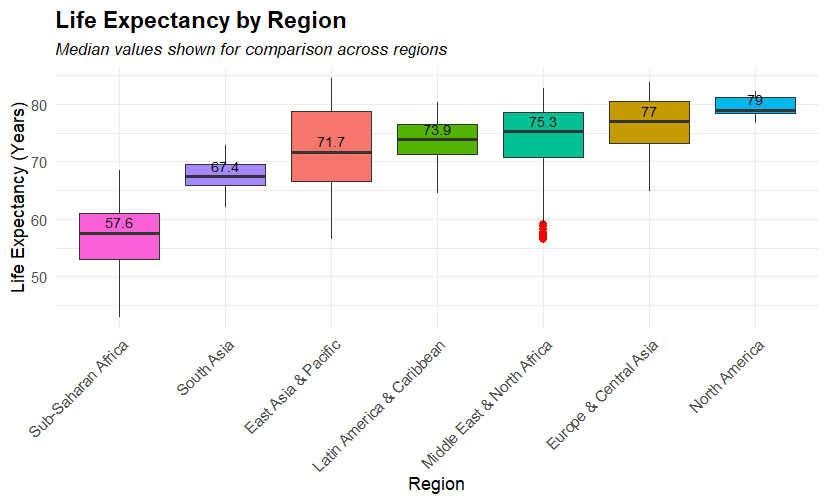 Life Expectancy by Region
Median values shown for comparison across regions
Life Expectancy (Years)
80
70
60
50
57.6
67.4
71.7
73.9
75.3
77
79
Sub-Saharan Africa
South Asia
East Asia & Pacific
Latin America & Caribbean
Middle East & North Africa
Europe & Central Asia
North America
Region